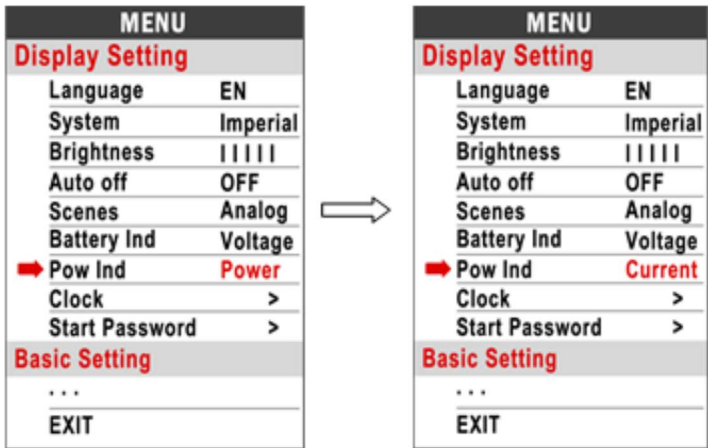 MENU
Display Setting
Language EN
System Imperial
Brightness | | | | |
Auto off OFF
Scenes Analog
Battery Ind Voltage
Pow Ind Power
Clock >
Start Password >
Basic Setting
. . .
EXIT
MENU
Display Setting
Language EN
System Imperial
Brightness | | | | |
Auto off OFF
Scenes Analog
Battery Ind Voltage
Pow Ind Current
Clock >
Start Password >
Basic Setting
. . .
EXIT